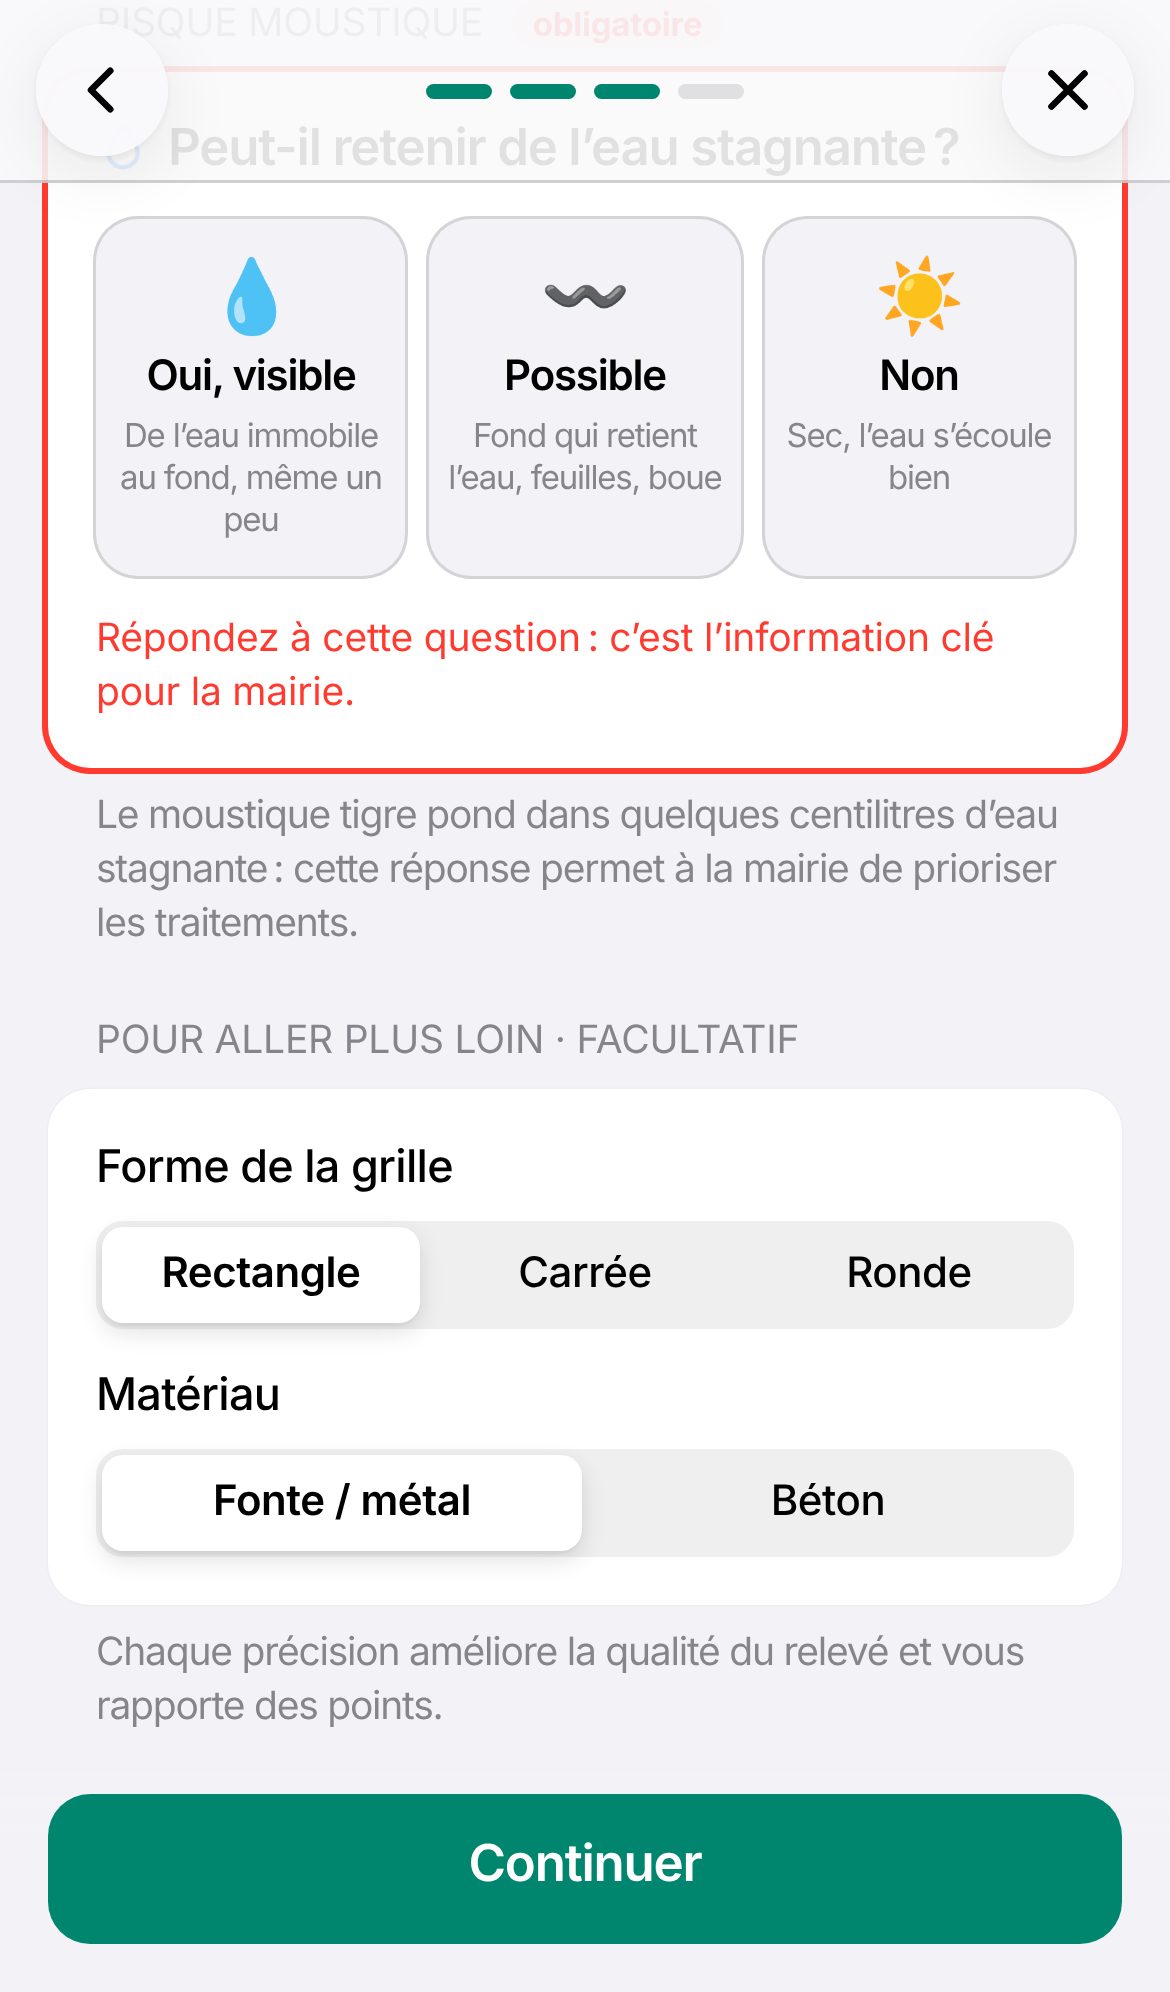 RISQUE MOUSTIQUE obligatoire
Peut-il retenir de l’eau stagnante ?
Oui, visible
De l’eau immobile
au fond, même un
peu
Possible
Fond qui retient
l’eau, feuilles, boue
Non
Sec, l’eau s’écoule
bien
Répondez à cette question : c’est l’information clé
pour la mairie.
Le moustique tigre pond dans quelques centilitres d’eau
stagnante : cette réponse permet à la mairie de prioriser
les traitements.
POUR ALLER PLUS LOIN · FACULTATIF
Forme de la grille
Rectangle Carrée Ronde
Matériau
Fonte / métal Béton
Chaque précision améliore la qualité du relevé et vous
rapporte des points.
Continuer